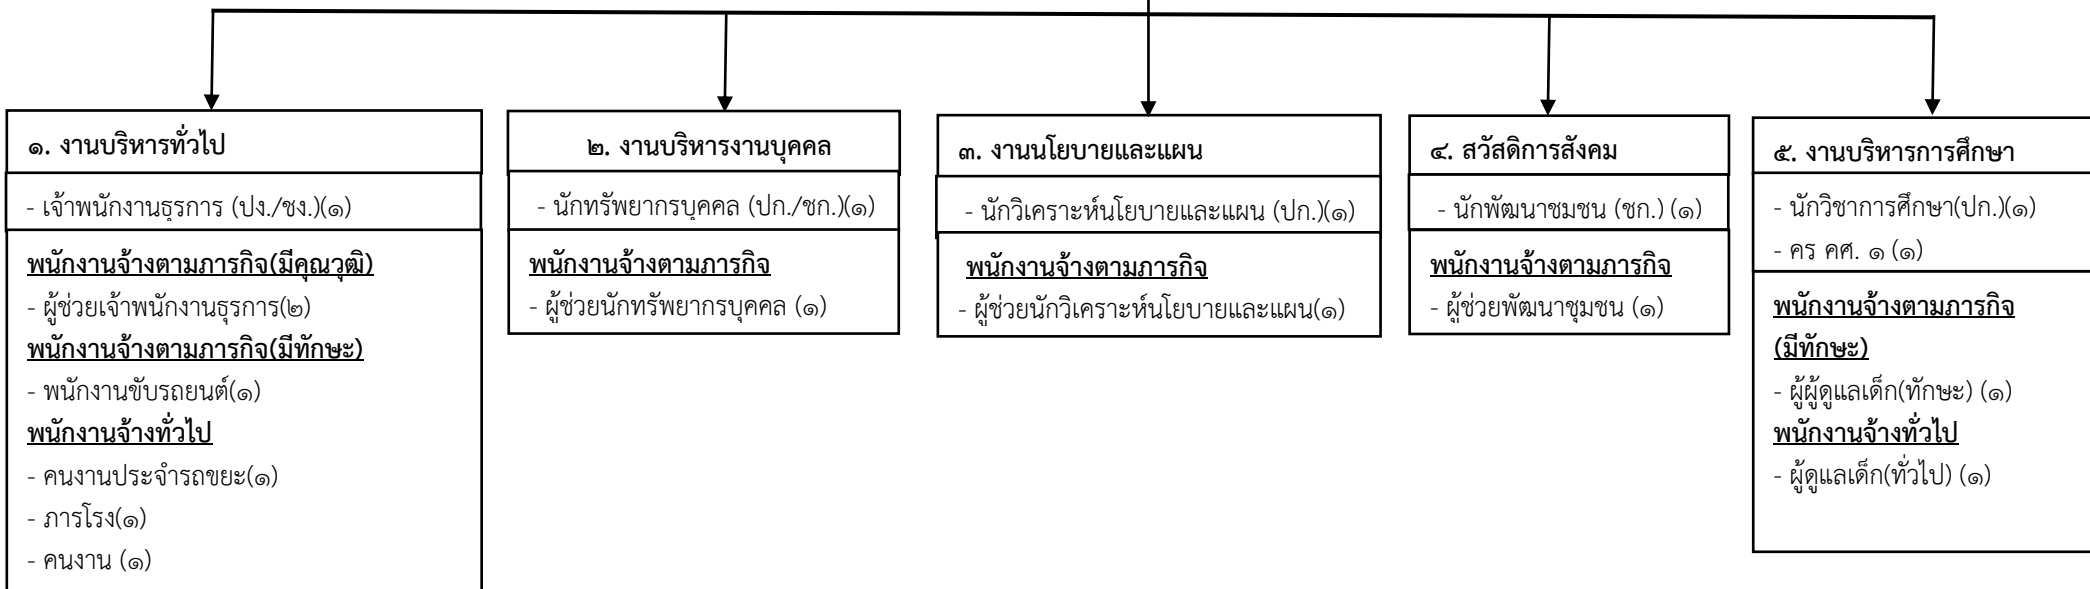 ๑. งานบริหารทั่วไป
- เจ้าพนักงานธุรการ (ปง./ชง.)(๑)
พนักงานจ้างตามภารกิจ(มีคุณวุฒิ)
- ผู้ช่วยเจ้าพนักงานธุรการ(๒)
พนักงานจ้างตามภารกิจ(มีทักษะ)
- พนักงานขับรถยนต์(๑)
พนักงานจ้างทั่วไป
- คนงานประจำรถขยะ(๑)
- ภารโรง(๑)
- คนงาน (๑)
๒. งานบริหารงานบุคคล
- นักทรัพยากรบุคคล (ปก./ชก.)(๑)
พนักงานจ้างตามภารกิจ
- ผู้ช่วยนักทรัพยากรบุคคล (๑)
๓. งานนโยบายและแผน
- นักวิเคราะห์นโยบายและแผน (ปก.)(๑)
พนักงานจ้างตามภารกิจ
- ผู้ช่วยนักวิเคราะห์นโยบายและแผน(๑)
๔. สวัสดิการสังคม
- นักพัฒนาชมชน (ชก.) (๑)
พนักงานจ้างตามภารกิจ
- ผู้ช่วยพัฒนาชุมชน (๑)
๕. งานบริหารการศึกษา
- นักวิชาการศึกษา(ปก.)(๑)
- คร คศ. ๑ (๑)
พนักงานจ้างตามภารกิจ
(มีทักษะ)
- ผู้ผู้ดูแลเด็ก(ทักษะ) (๑)
พนักงานจ้างทั่วไป
- ผู้ดูแลเด็ก(ทั่วไป) (๑)